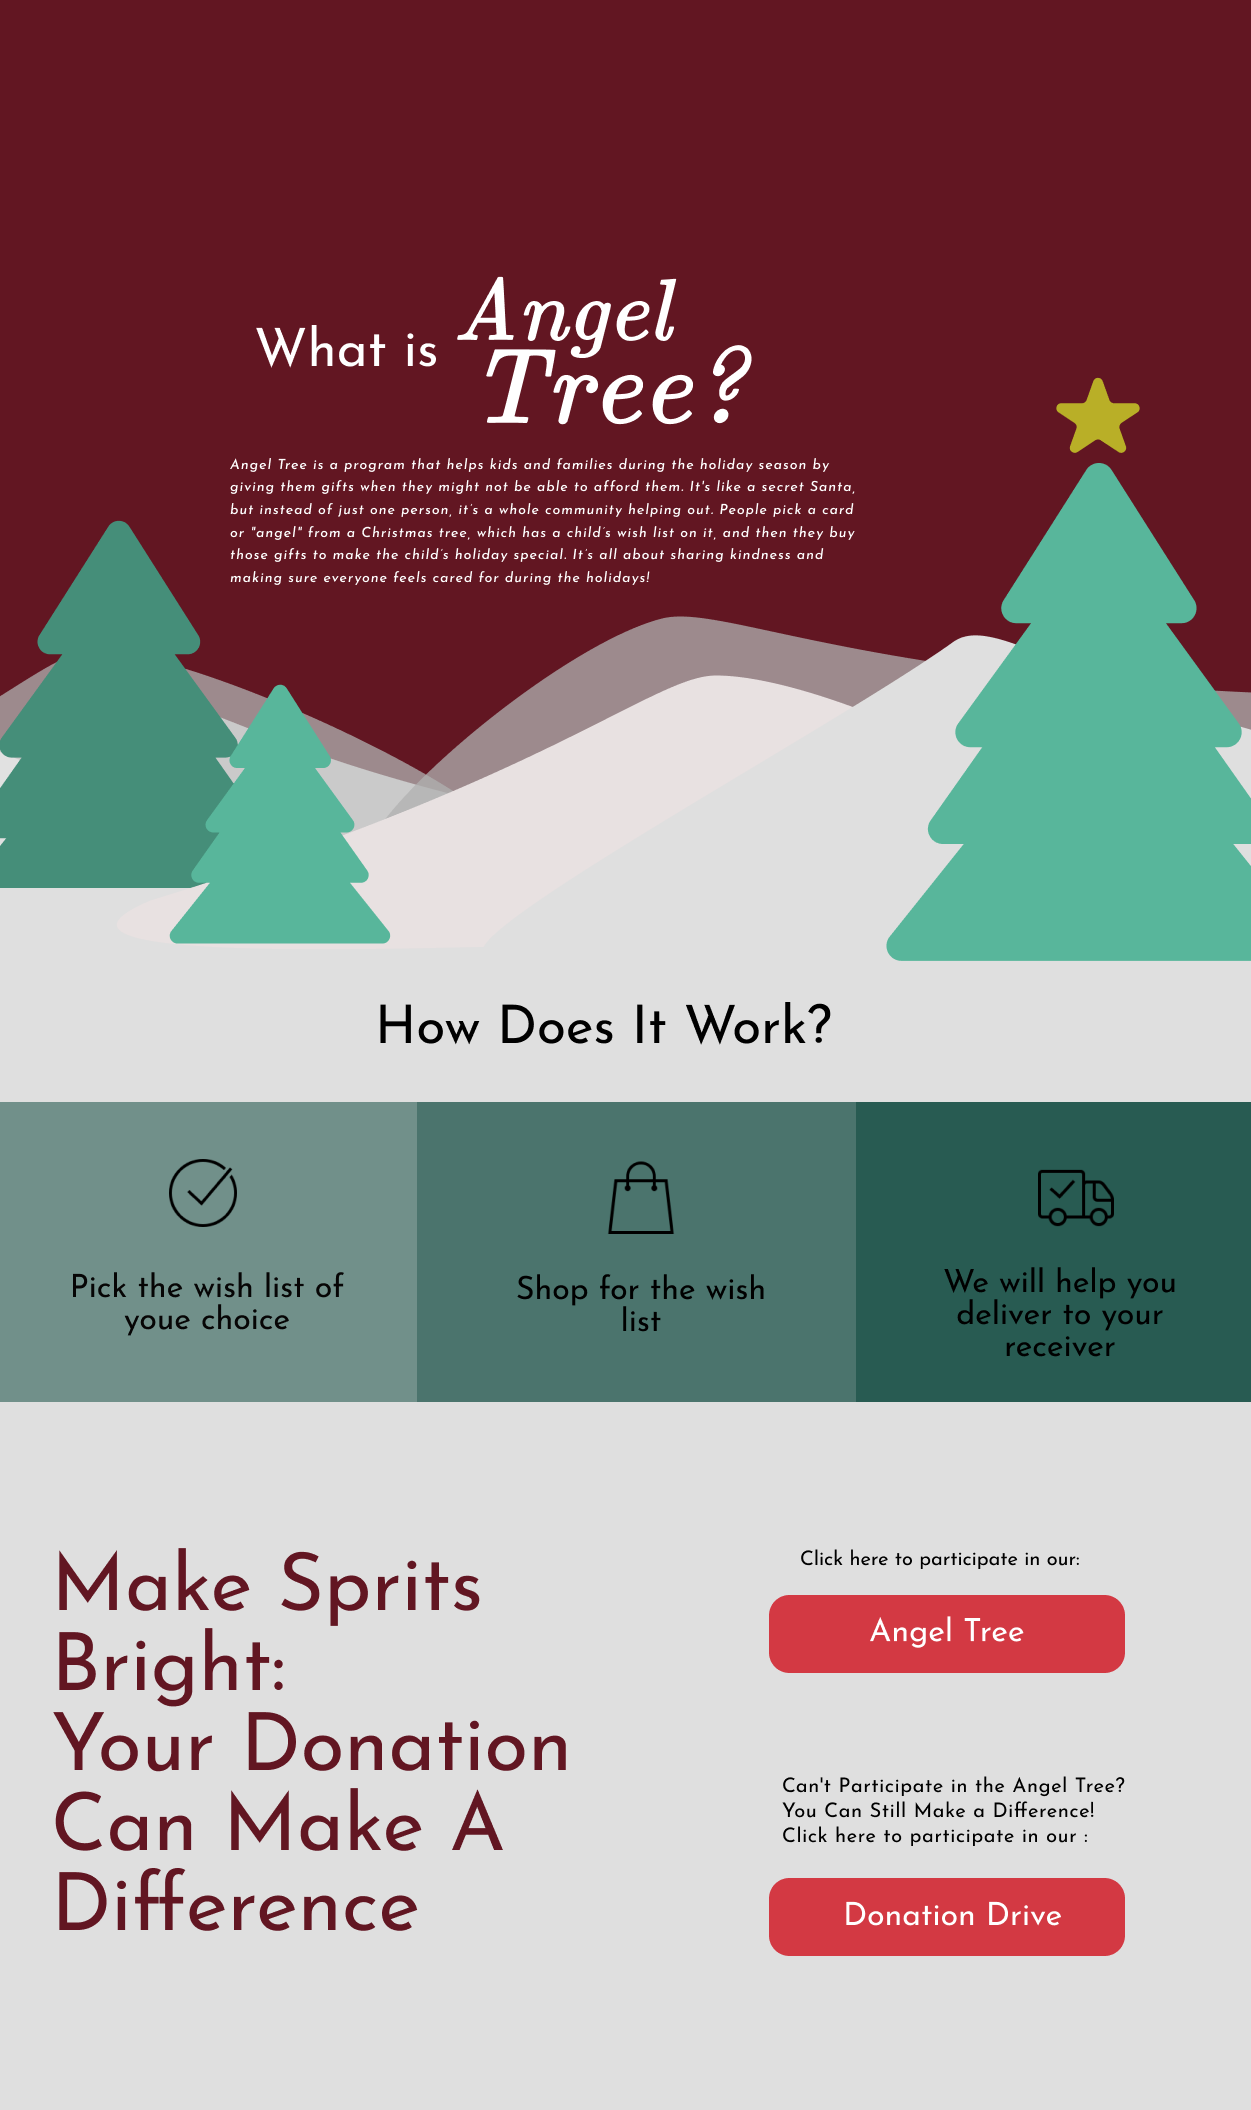 What is Angel
Tree?
Angel Tree is a program that helps kids and families during the holiday season by
giving them gifts when they might not be able to afford them. It's like a secret Santa,
but instead of just one person, it's a whole community helping out. People pick a card
or "angel" from a Christmas tree, which has a child's wish list on it, and then they buy
those gifts to make the child's holiday special. It's all about sharing kindness and
making sure everyone feels cared for during the holidays!
How Does It Work?
Pick the wish list of
youe choice
Shop for the wish
list
We will help you
deliver to your
receiver
Make Sprits
Bright:
Your Donation
Can Make A
Difference
Click here to participate in our:
Angel Tree
Can't Participate in the Angel Tree?
You Can Still Make a Difference!
Click here to participate in our :
Donation Drive